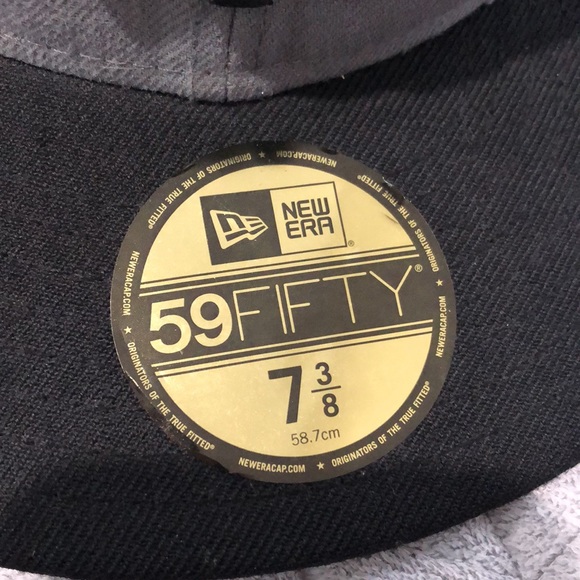 NEW
ERA
®
59FIFTY®
7 3/8
58.7cm
NEWERACAP.COM ★ ORIGINATORS OF THE TRUE FITTED® ★ NEWERACAP.COM ★ ORIGINATORS OF THE TRUE FITTED® ★ NEWERACAP.COM ★ ORIGINATORS OF THE TRUE FITTED® ★ NEWERACAP.COM ★ ORIGINATORS OF THE TRUE FITTED® ★